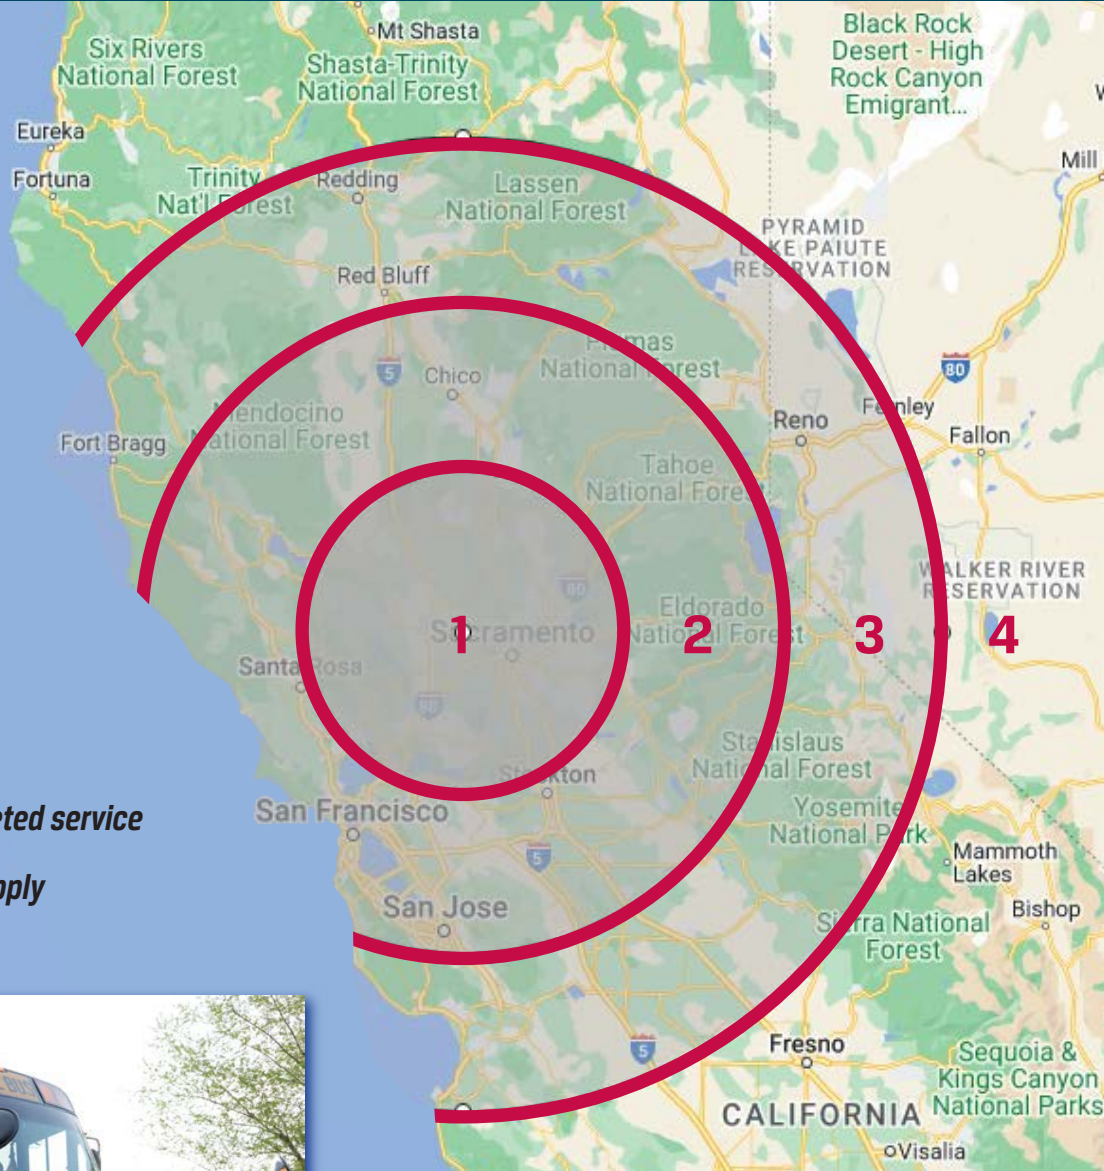 Mt Shasta
Six Rivers
National Forest
Shasta-Trinity
National Forest
Black Rock
Desert - High
Rock Canyon
Emigrant...
Eureka
Fortuna
Trinity
Nat'l Forest
Redding
Lassen
National Forest
Mill
PYRAMID
LAKE PAIUTE
RESERVATION
Red Bluff
5
Chico
Plumas
National Forest
80
Mendocino
National Forest
Fort Bragg
Reno
Fernley
Fallon
Tahoe
National Forest
WALKER RIVER
RESERVATION
80
Sacramento
1
Eldorado
National Forest
2
3
4
Santa Rosa
80
Stockton
Stanislaus
National Forest
San Francisco
Yosemite
National Park
eted service
5
Mammoth
Lakes
pply
San Jose
Bishop
Sierra National
Forest
5
Fresno
Sequoia &
Kings Canyon
National Parks
CALIFORNIA
Visalia
BUS